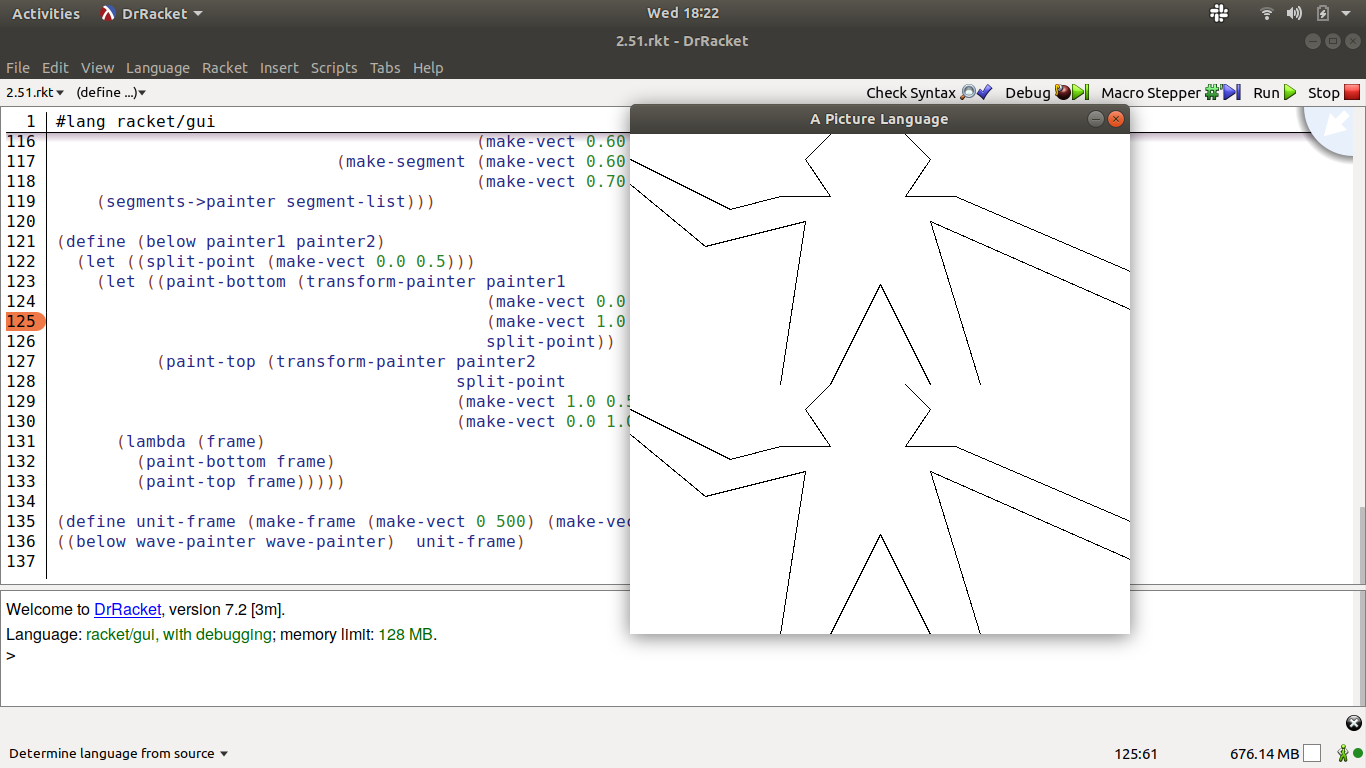 Activities DrRacket Wed 18:22
2.51.rkt - DrRacket
File Edit View Language Racket Insert Scripts Tabs Help
2.51.rkt (define ...) Check Syntax Debug Macro Stepper Run Stop
1 #lang racket/gui
A Picture Language
116 (make-vect 0.60
117 (make-segment (make-vect 0.60
118 (make-vect 0.70
119 (segments->painter segment-list)))
120
121 (define (below painter1 painter2)
122 (let ((split-point (make-vect 0.0 0.5)))
123 (let ((paint-bottom (transform-painter painter1
124 (make-vect 0.0
125 (make-vect 1.0
126 split-point))
127 (paint-top (transform-painter painter2
128 split-point
129 (make-vect 1.0 0.5
130 (make-vect 0.0 1.0
131 (lambda (frame)
132 (paint-bottom frame)
133 (paint-top frame)))))
134
135 (define unit-frame (make-frame (make-vect 0 500) (make-vec
136 ((below wave-painter wave-painter) unit-frame)
137
Welcome to DrRacket, version 7.2 [3m].
Language: racket/gui, with debugging; memory limit: 128 MB.
>
Determine language from source 125:61 676.14 MB